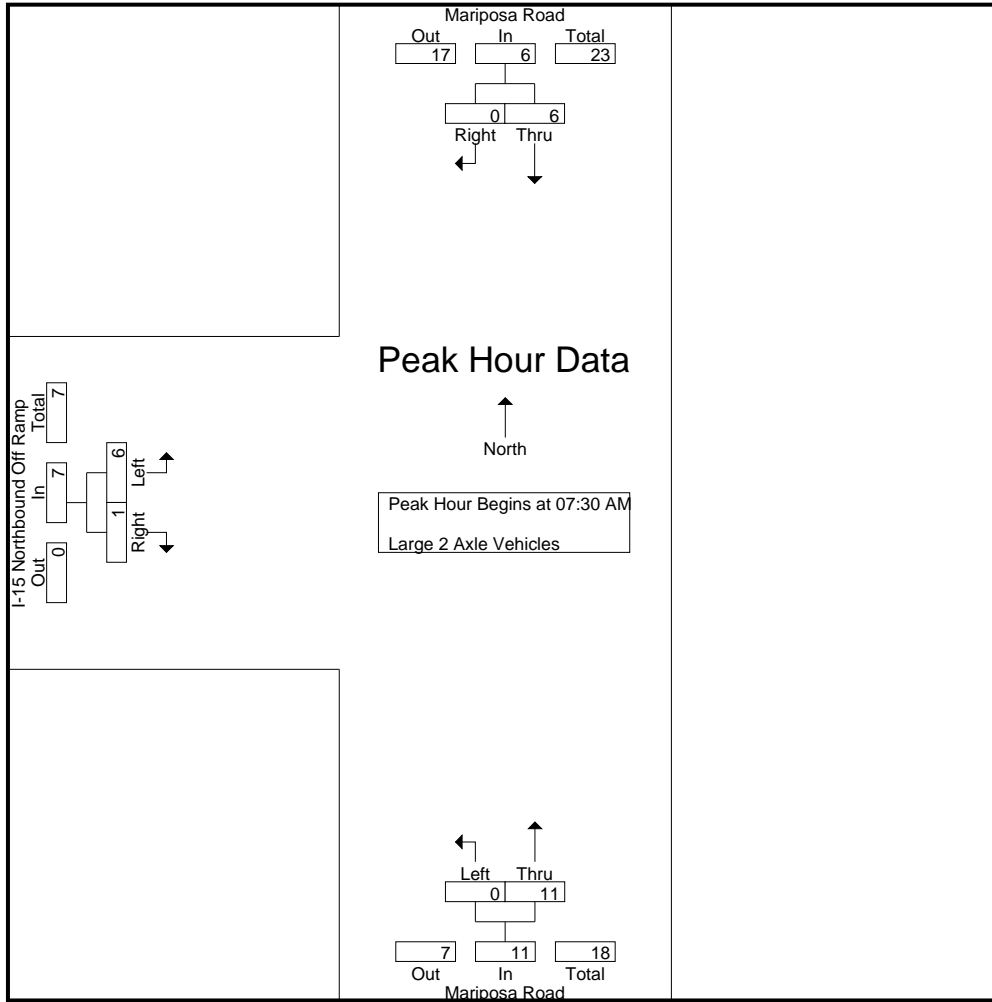 Mariposa Road
Out In Total
17 6 23
0 6
Right Thru
Peak Hour Data
North
Peak Hour Begins at 07:30 AM
Large 2 Axle Vehicles
I-15 Northbound Off Ramp
Out In Total
0 7 7
Right Left
1 6
Left Thru
0 11
7 11 18
Out In Total
Mariposa Road